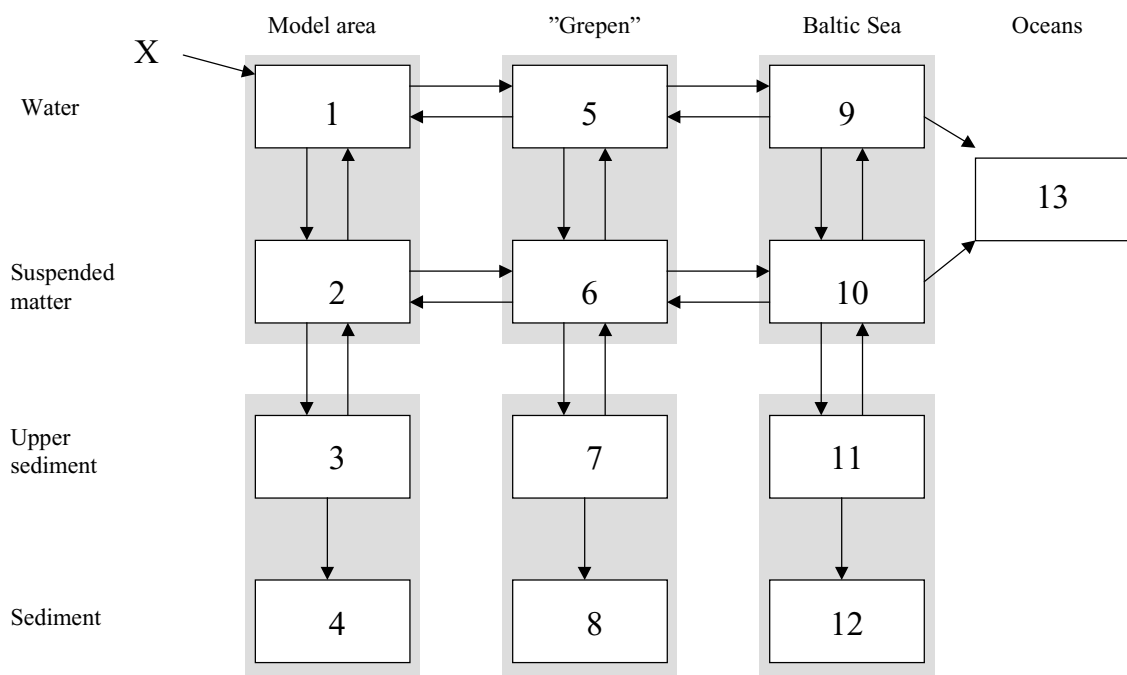 Model area
”Grepen”
Baltic Sea
Oceans
X
Water
1
5
9
13
Suspended
matter
2
6
10
Upper
sediment
3
7
11
Sediment
4
8
12